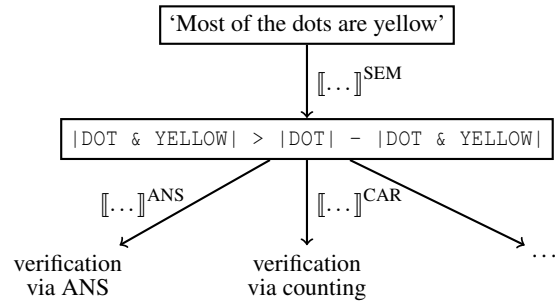 ‘Most of the dots are yellow’
⟦...⟧^SEM
|DOT & YELLOW| > |DOT| - |DOT & YELLOW|
⟦...⟧^ANS ⟦...⟧^CAR
verification verification ...
via ANS via counting